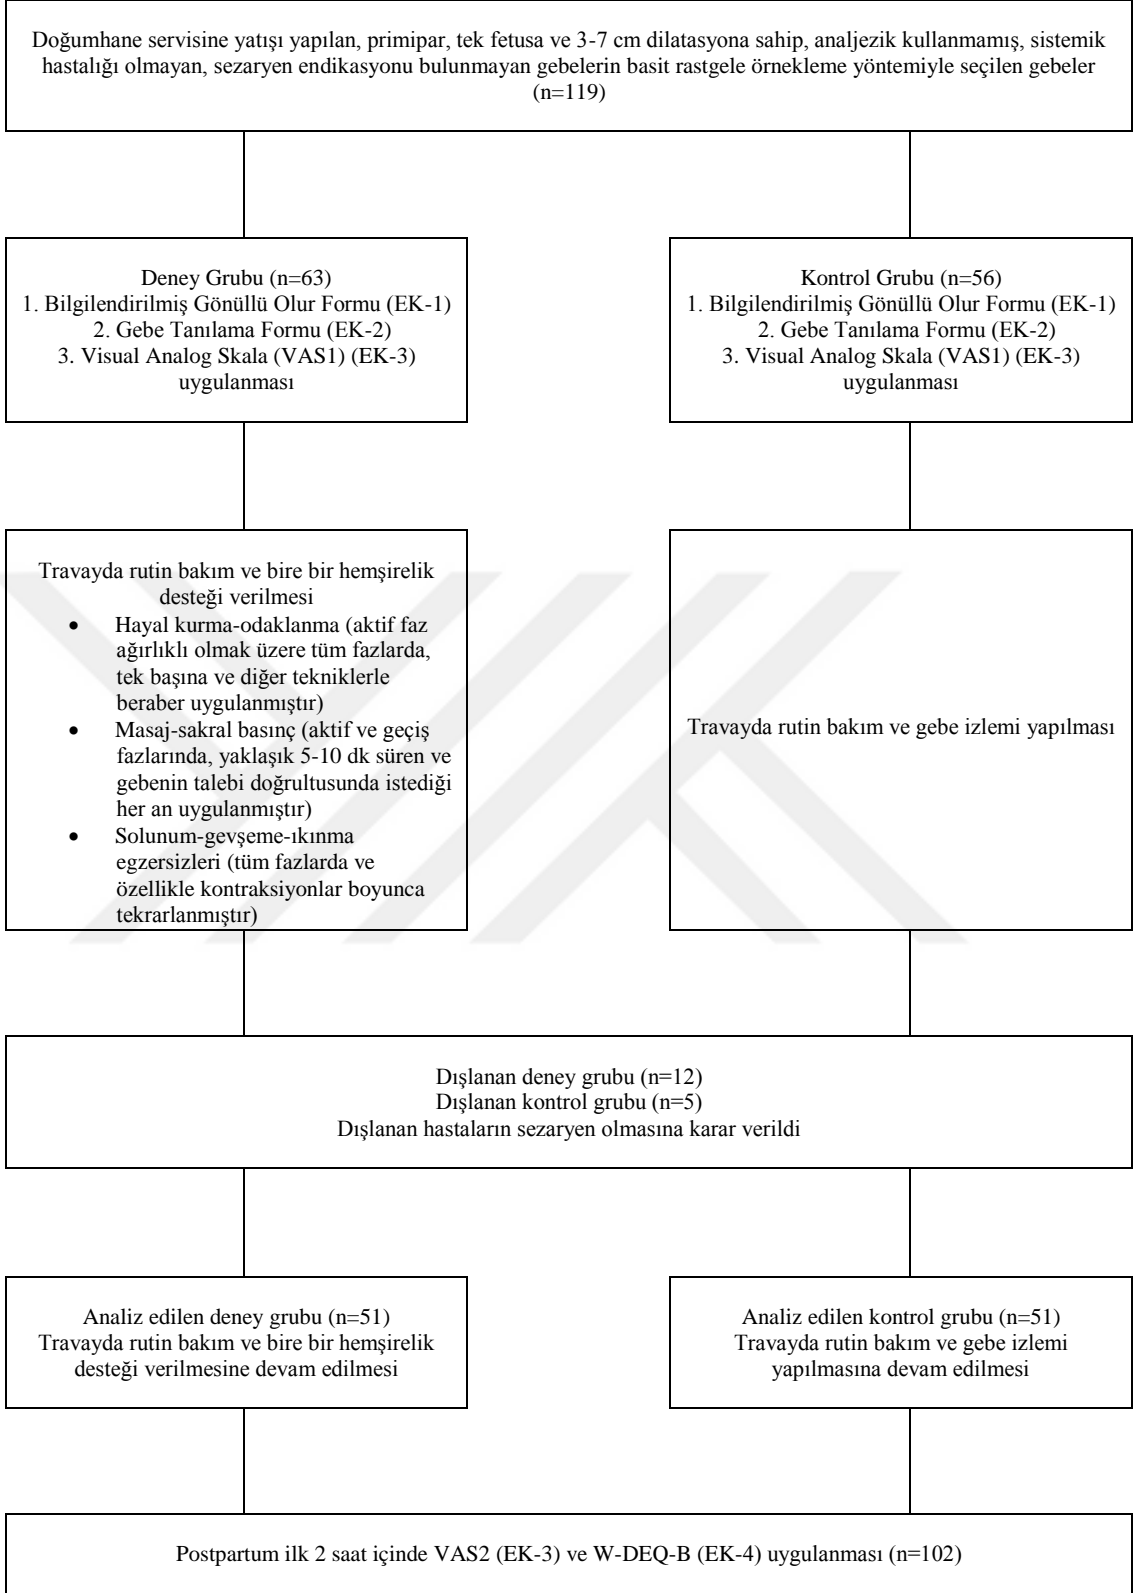 Doğumhane servisine yatışı yapılan, primipar, tek fetusa ve 3-7 cm dilatasyona sahip, analjezik kullanmamış, sistemik
hastalığı olmayan, sezaryen endikasyonu bulunmayan gebelerin basit rastgele örnekleme yöntemiyle seçilen gebeler
(n=119)
Deney Grubu (n=63)
1. Bilgilendirilmiş Gönüllü Olur Formu (EK-1)
2. Gebe Tanılama Formu (EK-2)
3. Visual Analog Skala (VAS1) (EK-3)
uygulanması
Kontrol Grubu (n=56)
1. Bilgilendirilmiş Gönüllü Olur Formu (EK-1)
2. Gebe Tanılama Formu (EK-2)
3. Visual Analog Skala (VAS1) (EK-3)
uygulanması
Travayda rutin bakım ve bire bir hemşirelik
desteği verilmesi
• Hayal kurma-odaklanma (aktif faz
ağırlıklı olmak üzere tüm fazlarda,
tek başına ve diğer tekniklerle
beraber uygulanmıştır)
• Masaj-sakral basınç (aktif ve geçiş
fazlarında, yaklaşık 5-10 dk süren ve
gebenin talebi doğrultusunda istediği
her an uygulanmıştır)
• Solunum-gevşeme-ıkınma
egzersizleri (tüm fazlarda ve
özellikle kontraksiyonlar boyunca
tekrarlanmıştır)
Travayda rutin bakım ve gebe izlemi yapılması
Dışlanan deney grubu (n=12)
Dışlanan kontrol grubu (n=5)
Dışlanan hastaların sezaryen olmasına karar verildi
Analiz edilen deney grubu (n=51)
Travayda rutin bakım ve bire bir hemşirelik
desteği verilmesine devam edilmesi
Analiz edilen kontrol grubu (n=51)
Travayda rutin bakım ve gebe izlemi
yapılmasına devam edilmesi
Postpartum ilk 2 saat içinde VAS2 (EK-3) ve W-DEQ-B (EK-4) uygulanması (n=102)